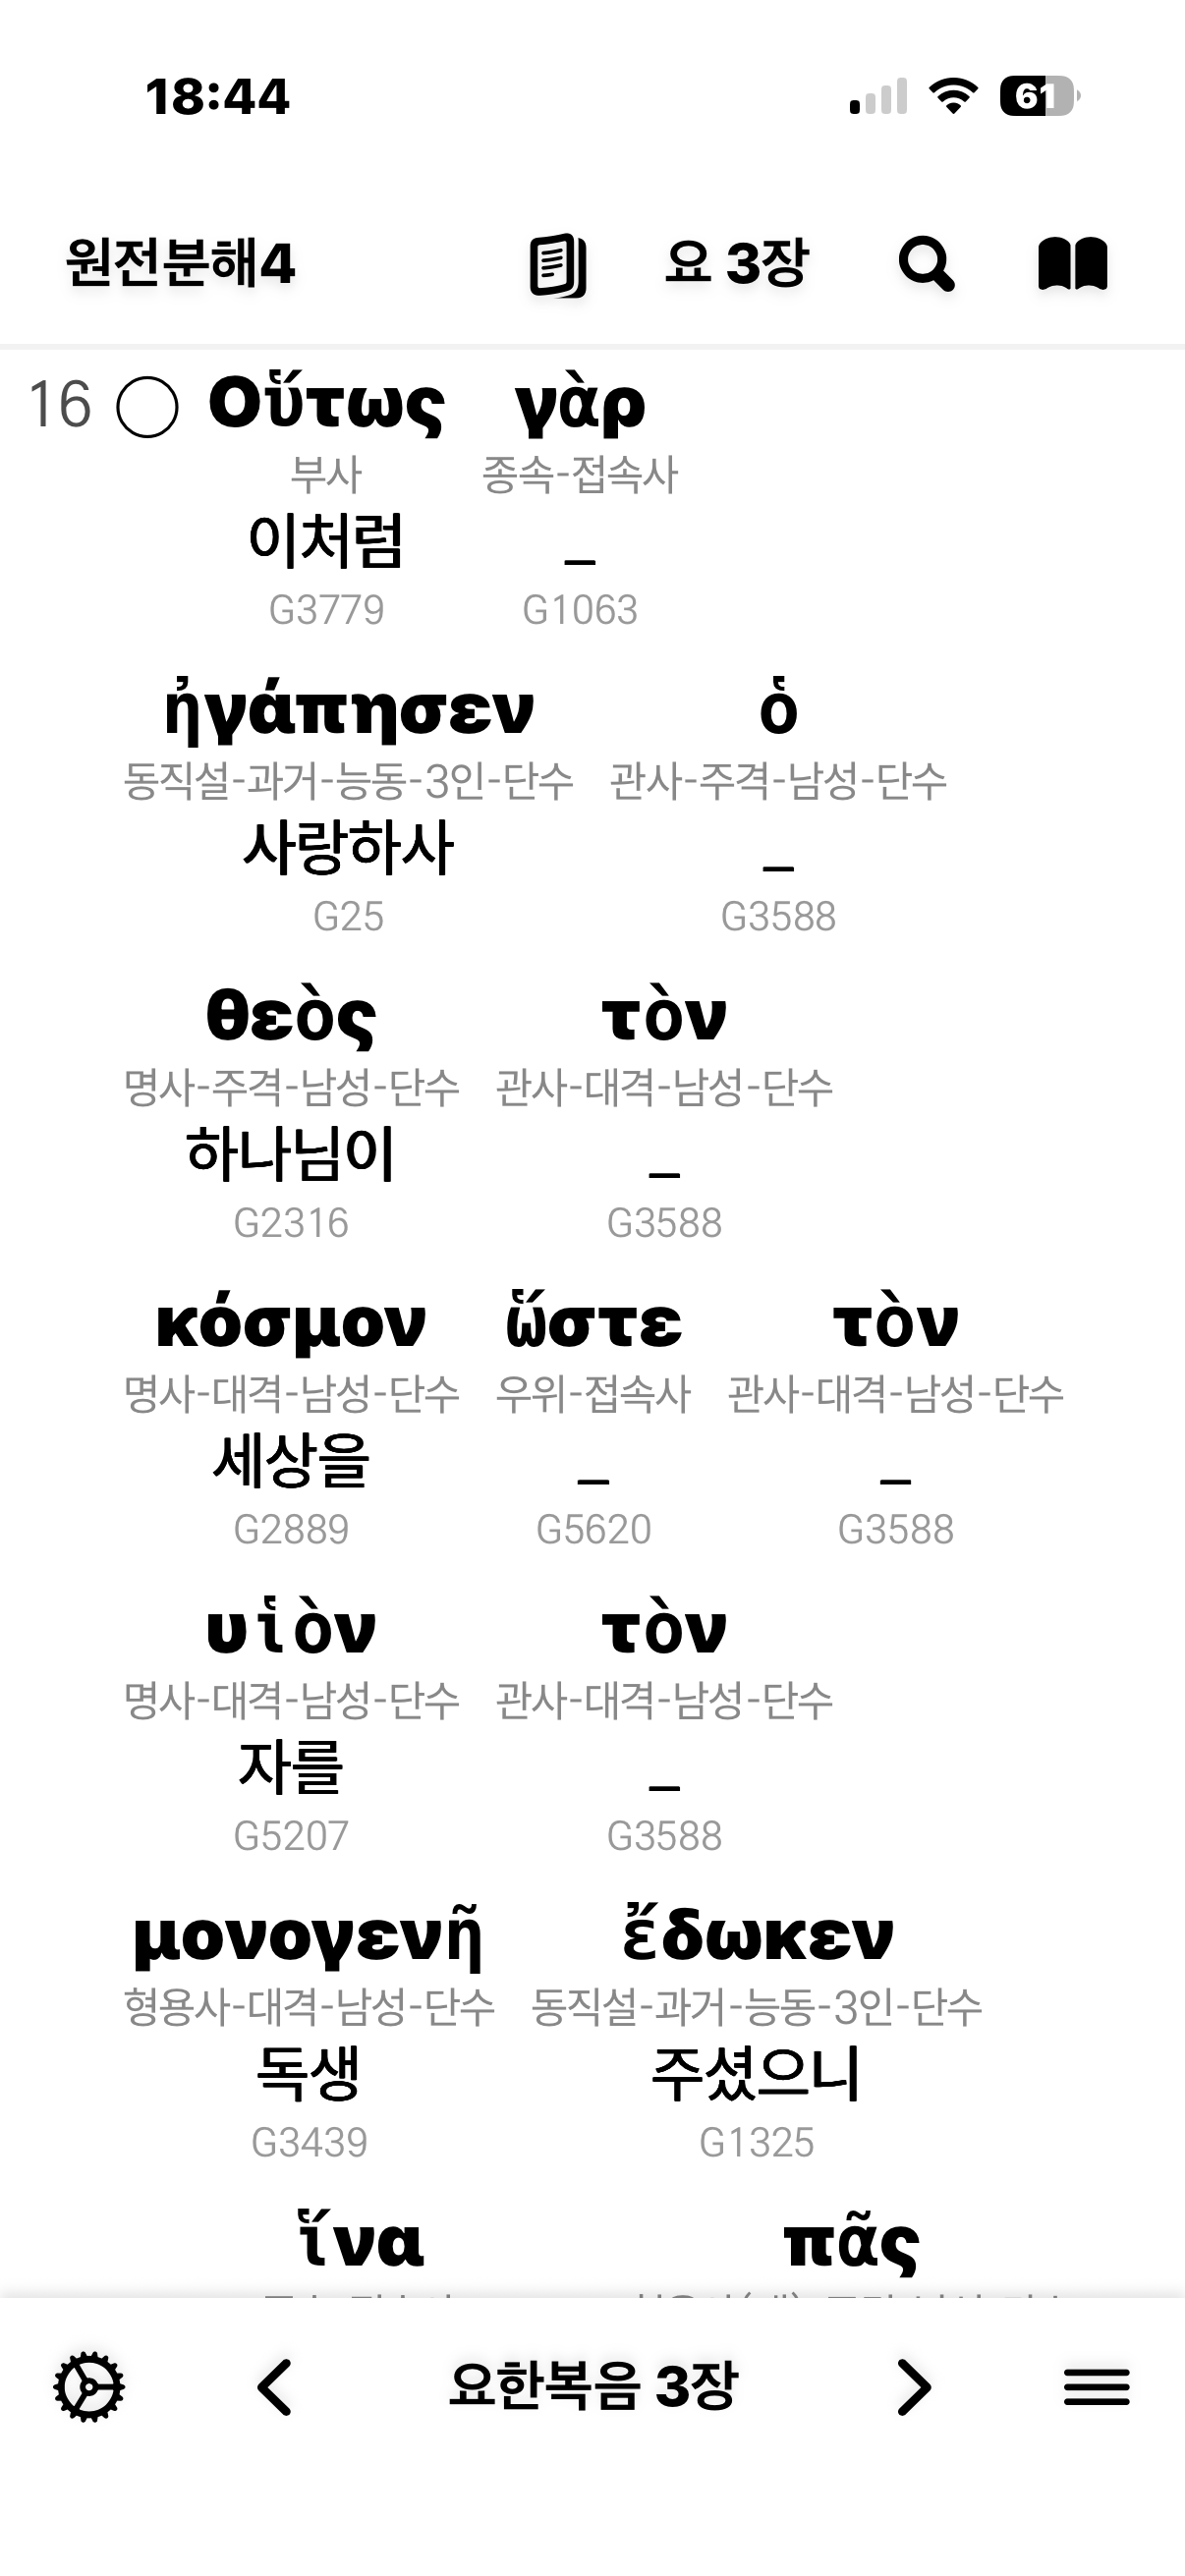 18:44 61
원전분해4 요 3장
16 Οὕτως γὰρ
부사 종속-접속사
이처럼 _
G3779 G1063
ἠγάπησεν ὁ
동직설-과거-능동-3인-단수 관사-주격-남성-단수
사랑하사 _
G25 G3588
θεὸς τὸν
명사-주격-남성-단수 관사-대격-남성-단수
하나님이 _
G2316 G3588
κόσμον ὥστε τὸν
명사-대격-남성-단수 우위-접속사 관사-대격-남성-단수
세상을 _ _
G2889 G5620 G3588
υἱὸν τὸν
명사-대격-남성-단수 관사-대격-남성-단수
자를 _
G5207 G3588
μονογενῆ ἔδωκεν
형용사-대격-남성-단수 동직설-과거-능동-3인-단수
독생 주셨으니
G3439 G1325
ἵνα πᾶς
요한복음 3장